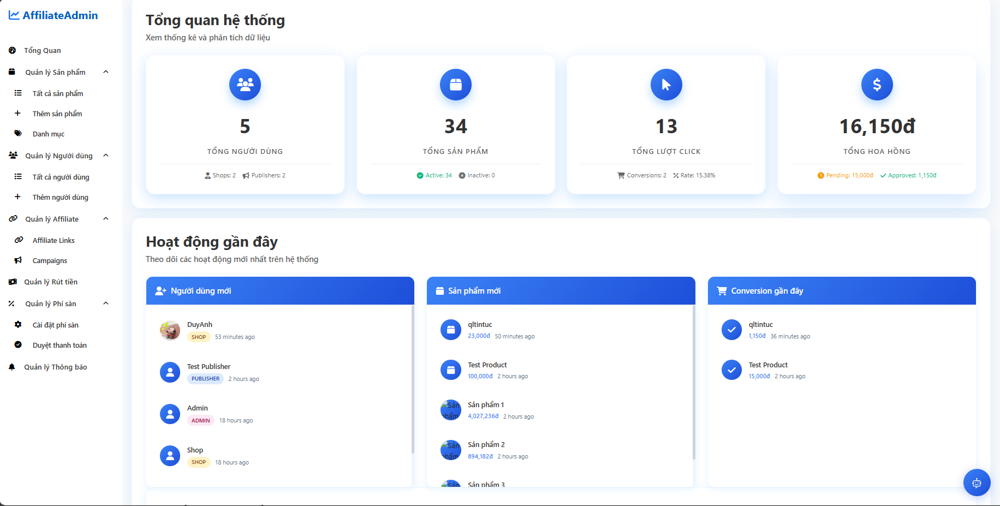 AffiliateAdmin
Tổng Quan
Quản lý Sản phẩm
Tất cả sản phẩm
Thêm sản phẩm
Danh mục
Quản lý Người dùng
Tất cả người dùng
Thêm người dùng
Quản lý Affiliate
Affiliate Links
Campaigns
Quản lý Rút tiền
Quản lý Phí sàn
Cài đặt phí sàn
Duyệt thanh toán
Quản lý Thông báo
Tổng quan hệ thống
Xem thống kê và phân tích dữ liệu
5
TỔNG NGƯỜI DÙNG
Shops: 2 Publishers: 2
34
TỔNG SẢN PHẨM
Active: 34 Inactive: 0
13
TỔNG LƯỢT CLICK
Conversions: 2 Rate: 15.38%
16,150đ
TỔNG HOA HỒNG
Pending: 15,000đ Approved: 1,150đ
Hoạt động gần đây
Theo dõi các hoạt động mới nhất trên hệ thống
Người dùng mới
DuyAnh
SHOP 53 minutes ago
Test Publisher
PUBLISHER 2 hours ago
Admin
ADMIN 18 hours ago
Shop
SHOP 18 hours ago
Sản phẩm mới
qltintuc
23,000đ 50 minutes ago
Test Product
100,000đ 2 hours ago
Sản
phẩm
Sản phẩm 1
4,027,236đ 2 hours ago
Sản
phẩm
Sản phẩm 2
894,182đ 2 hours ago
Sản
Sản phẩm 3
Conversion gần đây
qltintuc
1,150đ 36 minutes ago
Test Product
15,000đ 2 hours ago